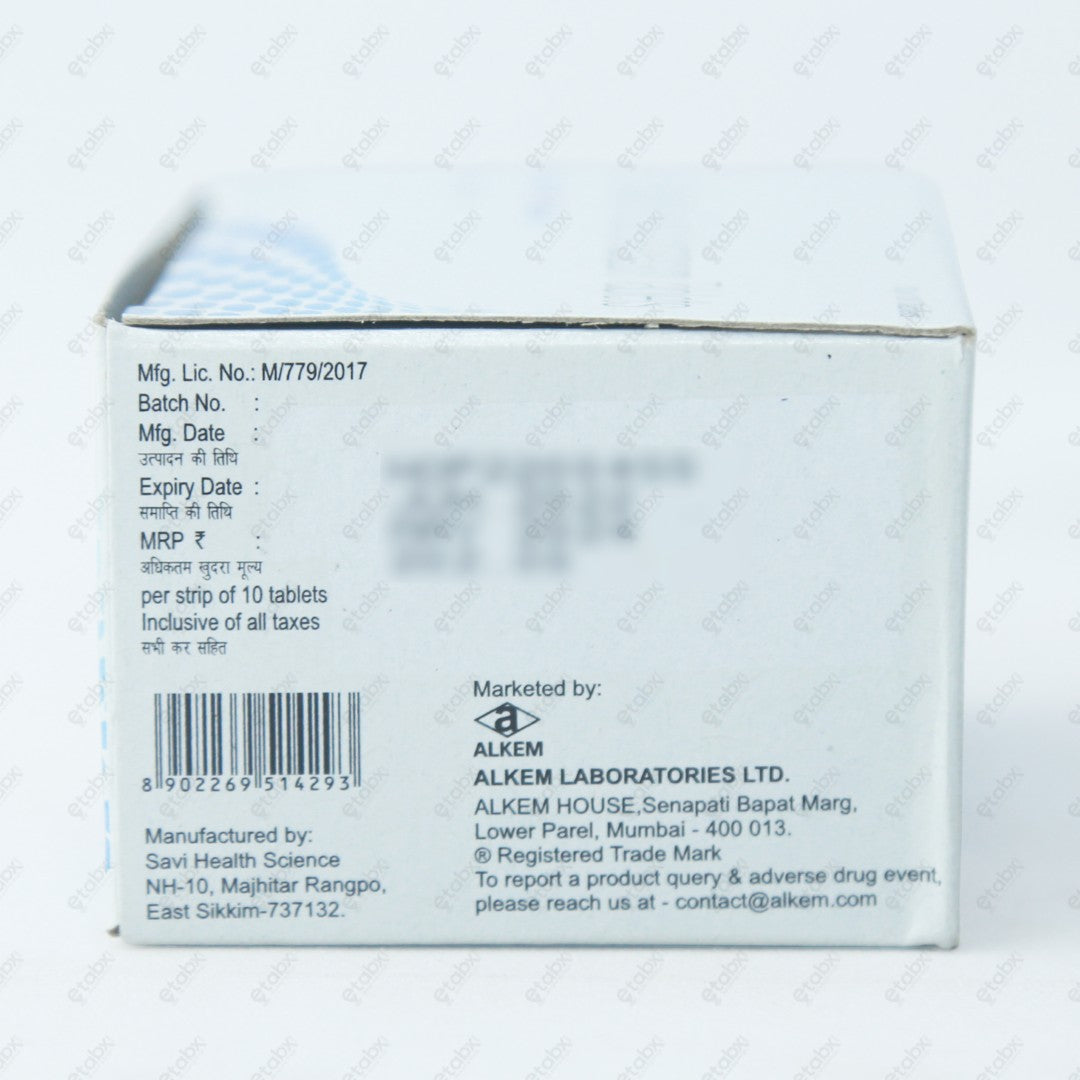 Mfg. Lic. No.: M/779/2017
Batch No. :
Mfg. Date :
उत्पादन की तिथि
Expiry Date :
समाप्ति की तिथि
MRP ₹ :
अधिकतम खुदरा मूल्य
per strip of 10 tablets
Inclusive of all taxes
सभी कर सहित
8 902269 514293
Manufactured by:
Savi Health Science
NH-10, Majhitar Rangpo,
East Sikkim-737132.
Marketed by:
a
ALKEM
ALKEM LABORATORIES LTD.
ALKEM HOUSE,Senapati Bapat Marg,
Lower Parel, Mumbai - 400 013.
® Registered Trade Mark
To report a product query & adverse drug event,
please reach us at - contact@alkem.com